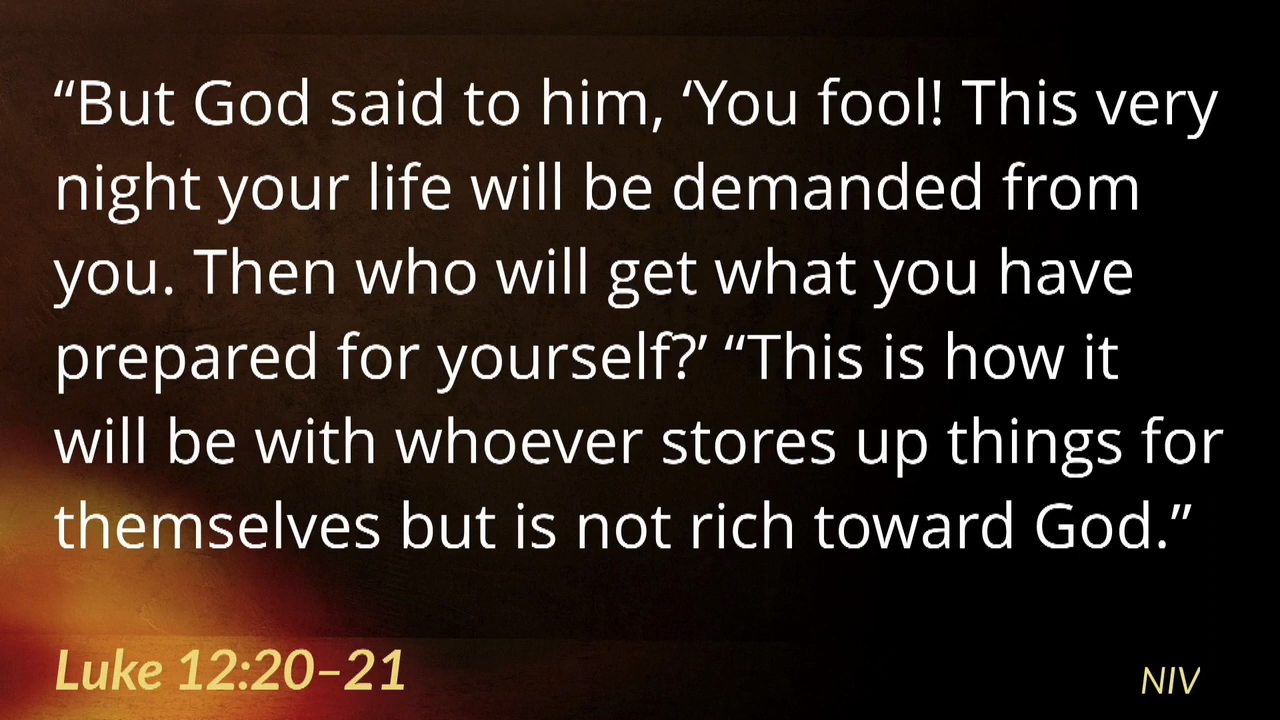 “But God said to him, ‘You fool! This very
night your life will be demanded from
you. Then who will get what you have
prepared for yourself?’ “This is how it
will be with whoever stores up things for
themselves but is not rich toward God.”
Luke 12:20–21
NIV